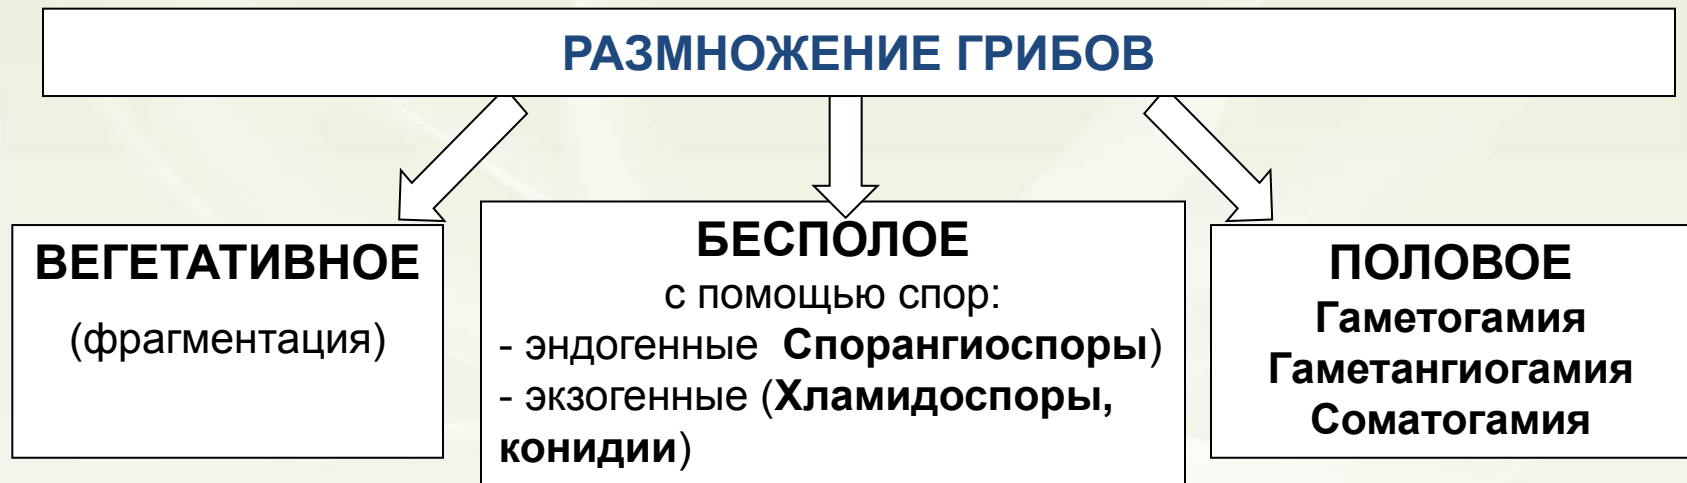 РАЗМНОЖЕНИЕ ГРИБОВ
ВЕГЕТАТИВНОЕ
(фрагментация)
БЕСПОЛОЕ
с помощью спор:
- эндогенные Спорангиоспоры)
- экзогенные (Хламидоспоры,
конидии)
ПОЛОВОЕ
Гаметогамия
Гаметангиогамия
Соматогамия